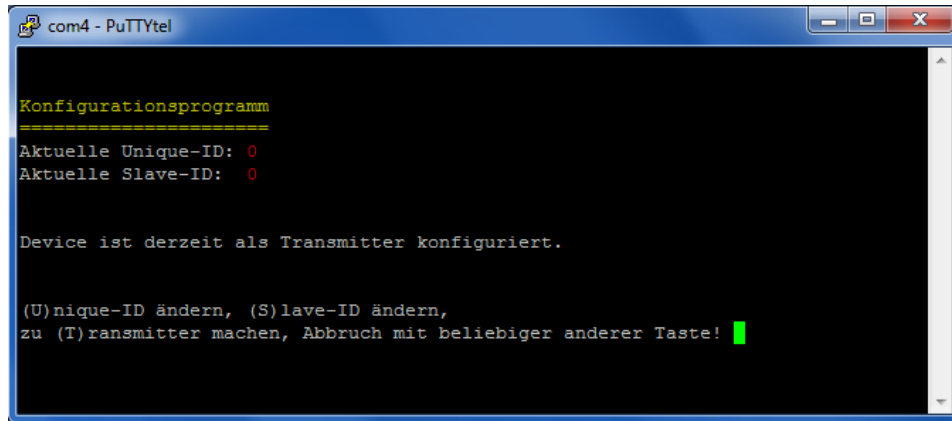 com4 - PuTTYtel
Konfigurationsprogramm
======================
Aktuelle Unique-ID: 0
Aktuelle Slave-ID:  0
Device ist derzeit als Transmitter konfiguriert.
(U)nique-ID ändern, (S)lave-ID ändern,
zu (T)ransmitter machen, Abbruch mit beliebiger anderer Taste!